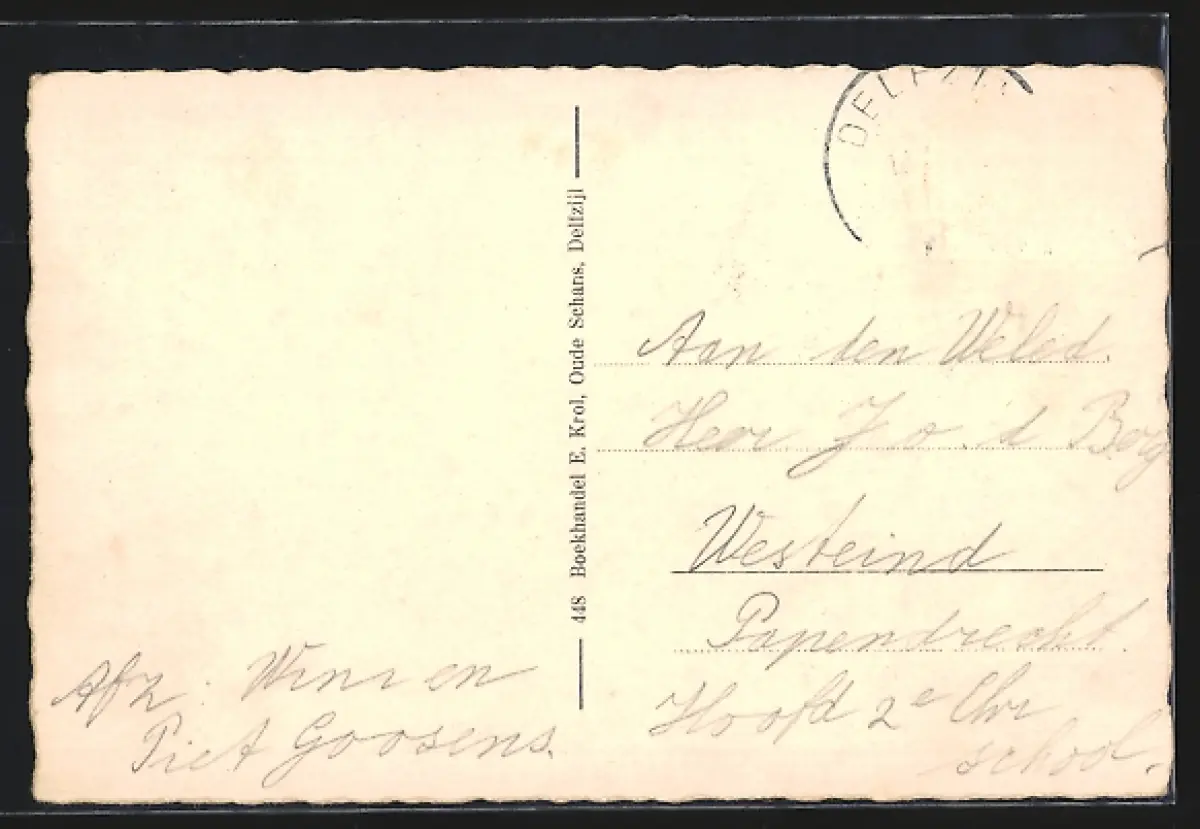 DELFZIJ
448 Boekhandel E. Krol, Oude Schans, Delfzijl
Aan den Weled.
Heer J. v. d Berg
Westeind
Papendrecht.
Hoofd 2e Chr
school.
Afz. : Wim en
Piet Goosens.